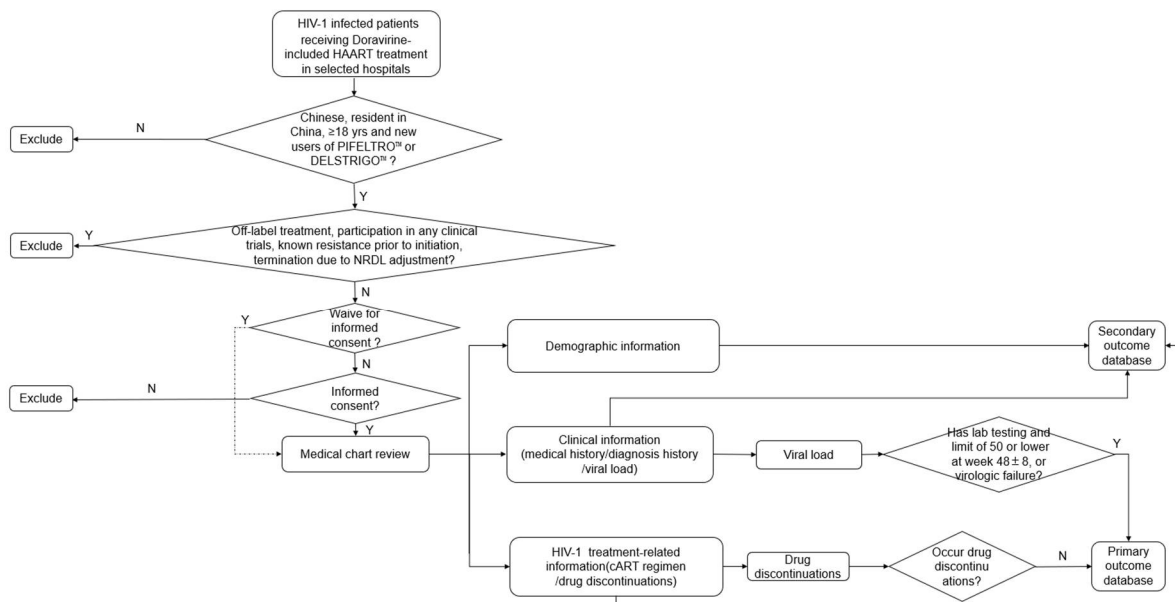 HIV-1 infected patients
receiving Doravirine-
included HAART treatment
in selected hospitals
Chinese, resident in
China, ≥18 yrs and new
users of PIFELTRO™ or
DELSTRIGO™ ?
N
Exclude
Y
Off-label treatment, participation in any clinical
trials, known resistance prior to initiation,
termination due to NRDL adjustment?
Y
Exclude
N
Waive for
informed
consent ?
Y
N
Informed
consent?
N
Exclude
Y
Medical chart review
Demographic information
Secondary
outcome
database
Clinical information
(medical history/diagnosis history
/viral load)
Viral load
Has lab testing and
limit of 50 or lower
at week 48±8, or
virologic failure?
Y
HIV-1 treatment-related
information(cART regimen
/drug discontinuations)
Drug
discontinuations
Occur drug
discontinu
ations?
N
Primary
outcome
database